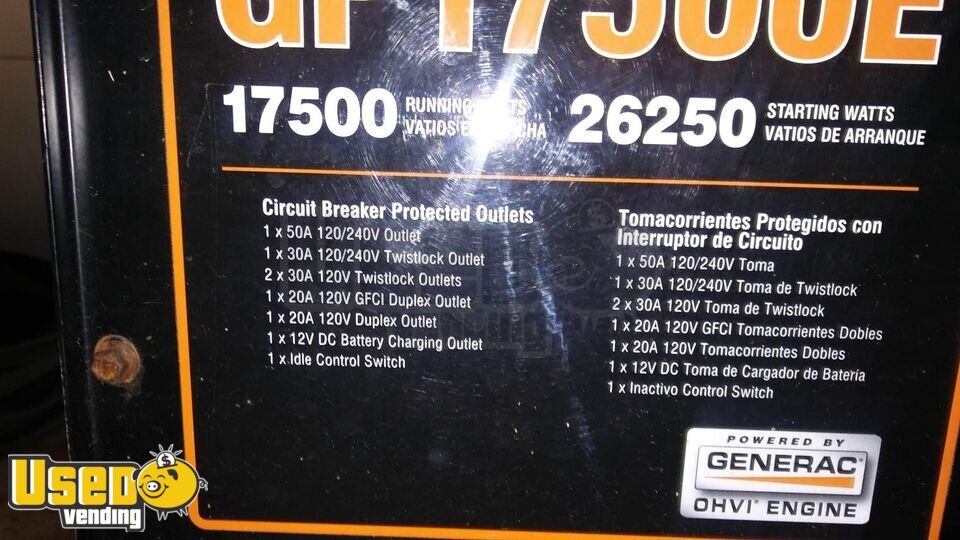 GP17500E
17500 RUNNING WATTS
VATIOS EN MARCHA
26250 STARTING WATTS
VATIOS DE ARRANQUE
Circuit Breaker Protected Outlets
1 x 50A 120/240V Outlet
1 x 30A 120/240V Twistlock Outlet
2 x 30A 120V Twistlock Outlets
1 x 20A 120V GFCI Duplex Outlet
1 x 20A 120V Duplex Outlet
1 x 12V DC Battery Charging Outlet
1 x Idle Control Switch
Tomacorrientes Protegidos con
Interruptor de Circuito
1 x 50A 120/240V Toma
1 x 30A 120/240V Toma de Twistlock
2 x 30A 120V Toma de Twistlock
1 x 20A 120V GFCI Tomacorrientes Dobles
1 x 20A 120V Tomacorrientes Dobles
1 x 12V DC Toma de Cargador de Batería
1 x Inactivo Control Switch
POWERED BY
GENERAC
OHVI® ENGINE
USED
vending